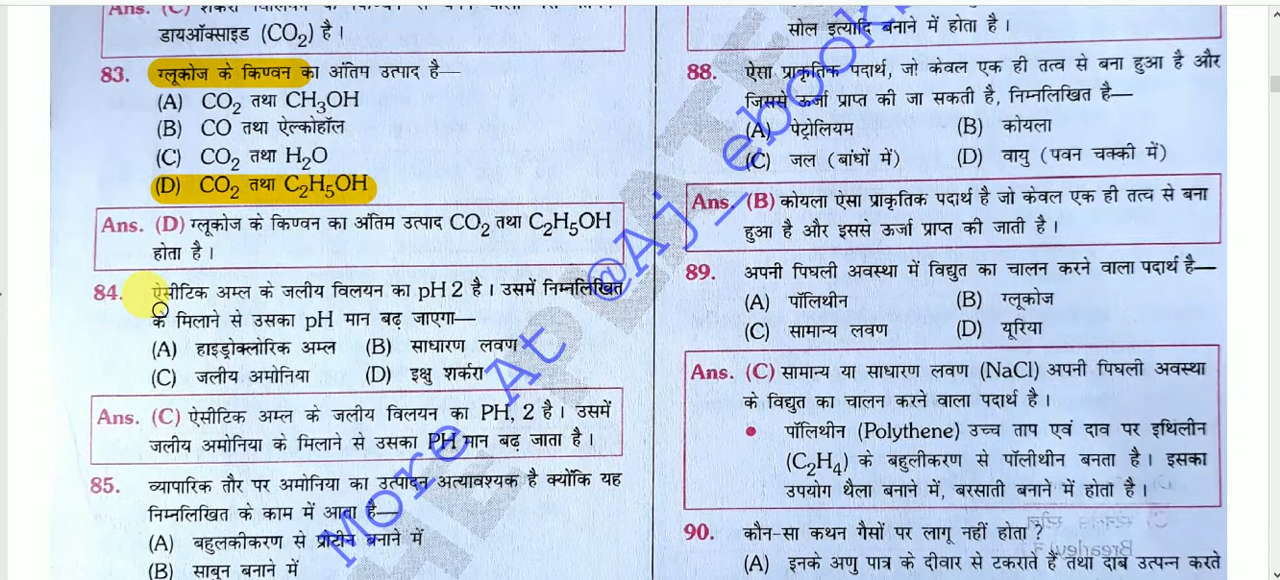 डायऑक्साइड (CO2) है।
83. ग्लूकोज के किण्वन का अंतिम उत्पाद है—
(A) CO2 तथा CH3OH
(B) CO तथा ऐल्कोहॉल
(C) CO2 तथा H2O
(D) CO2 तथा C2H5OH
Ans. (D) ग्लूकोज के किण्वन का अंतिम उत्पाद CO2 तथा C2H5OH
होता है।
84. ऐसीटिक अम्ल के जलीय विलयन का pH 2 है। उसमें निम्नलिखित
के मिलाने से उसका pH मान बढ़ जाएगा—
(A) हाइड्रोक्लोरिक अम्ल (B) साधारण लवण
(C) जलीय अमोनिया (D) इक्षु शर्करा
Ans. (C) ऐसीटिक अम्ल के जलीय विलयन का PH, 2 है। उसमें
जलीय अमोनिया के मिलाने से उसका PH मान बढ़ जाता है।
85. व्यापारिक तौर पर अमोनिया का उत्पादन अत्यावश्यक है क्योंकि यह
निम्नलिखित के काम में आता है—
(A) बहुलकीकरण से प्रोटीन बनाने में
(B) साबुन बनाने में
सोल इत्यादि बनाने में होता है।
88. ऐसा प्राकृतिक पदार्थ, जो केवल एक ही तत्व से बना हुआ है और
जिससे ऊर्जा प्राप्त की जा सकती है, निम्नलिखित है—
(A) पेट्रोलियम (B) कोयला
(C) जल (बांधों में) (D) वायु (पवन चक्की में)
Ans. (B) कोयला ऐसा प्राकृतिक पदार्थ है जो केवल एक ही तत्व से बना
हुआ है और इससे ऊर्जा प्राप्त की जाती है।
89. अपनी पिघली अवस्था में विद्युत का चालन करने वाला पदार्थ है—
(A) पॉलिथीन (B) ग्लूकोज
(C) सामान्य लवण (D) यूरिया
Ans. (C) सामान्य या साधारण लवण (NaCl) अपनी पिघली अवस्था
के विद्युत का चालन करने वाला पदार्थ है।
• पॉलिथीन (Polythene) उच्च ताप एवं दाव पर इथिलीन
(C2H4) के बहुलीकरण से पॉलीथीन बनता है। इसका
उपयोग थैला बनाने में, बरसाती बनाने में होता है।
90. कौन-सा कथन गैसों पर लागू नहीं होता?
(A) इनके अणु पात्र के दीवार से टकराते हैं तथा दाब उत्पन्न करते
More At @Aj_ebook